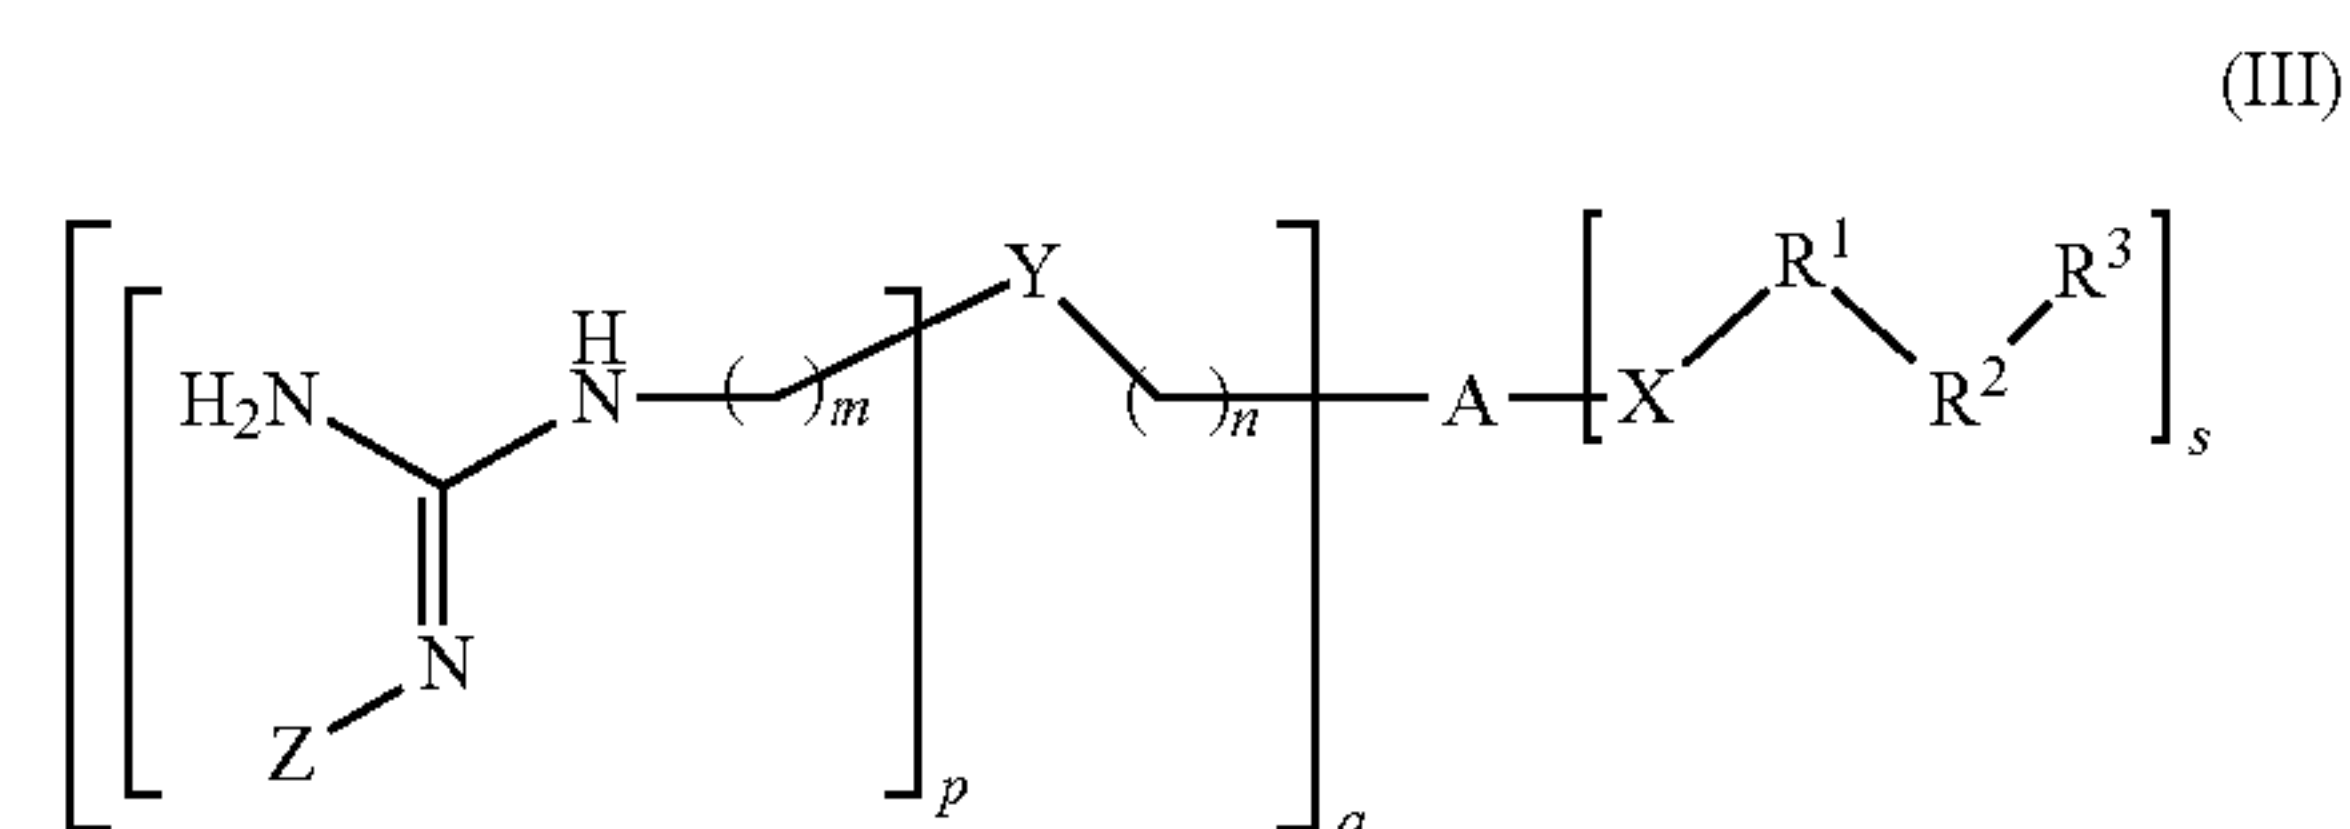 (III)
Y R¹ R³
H
H₂N N ( )m ( )n A X R² s
N
Z
p